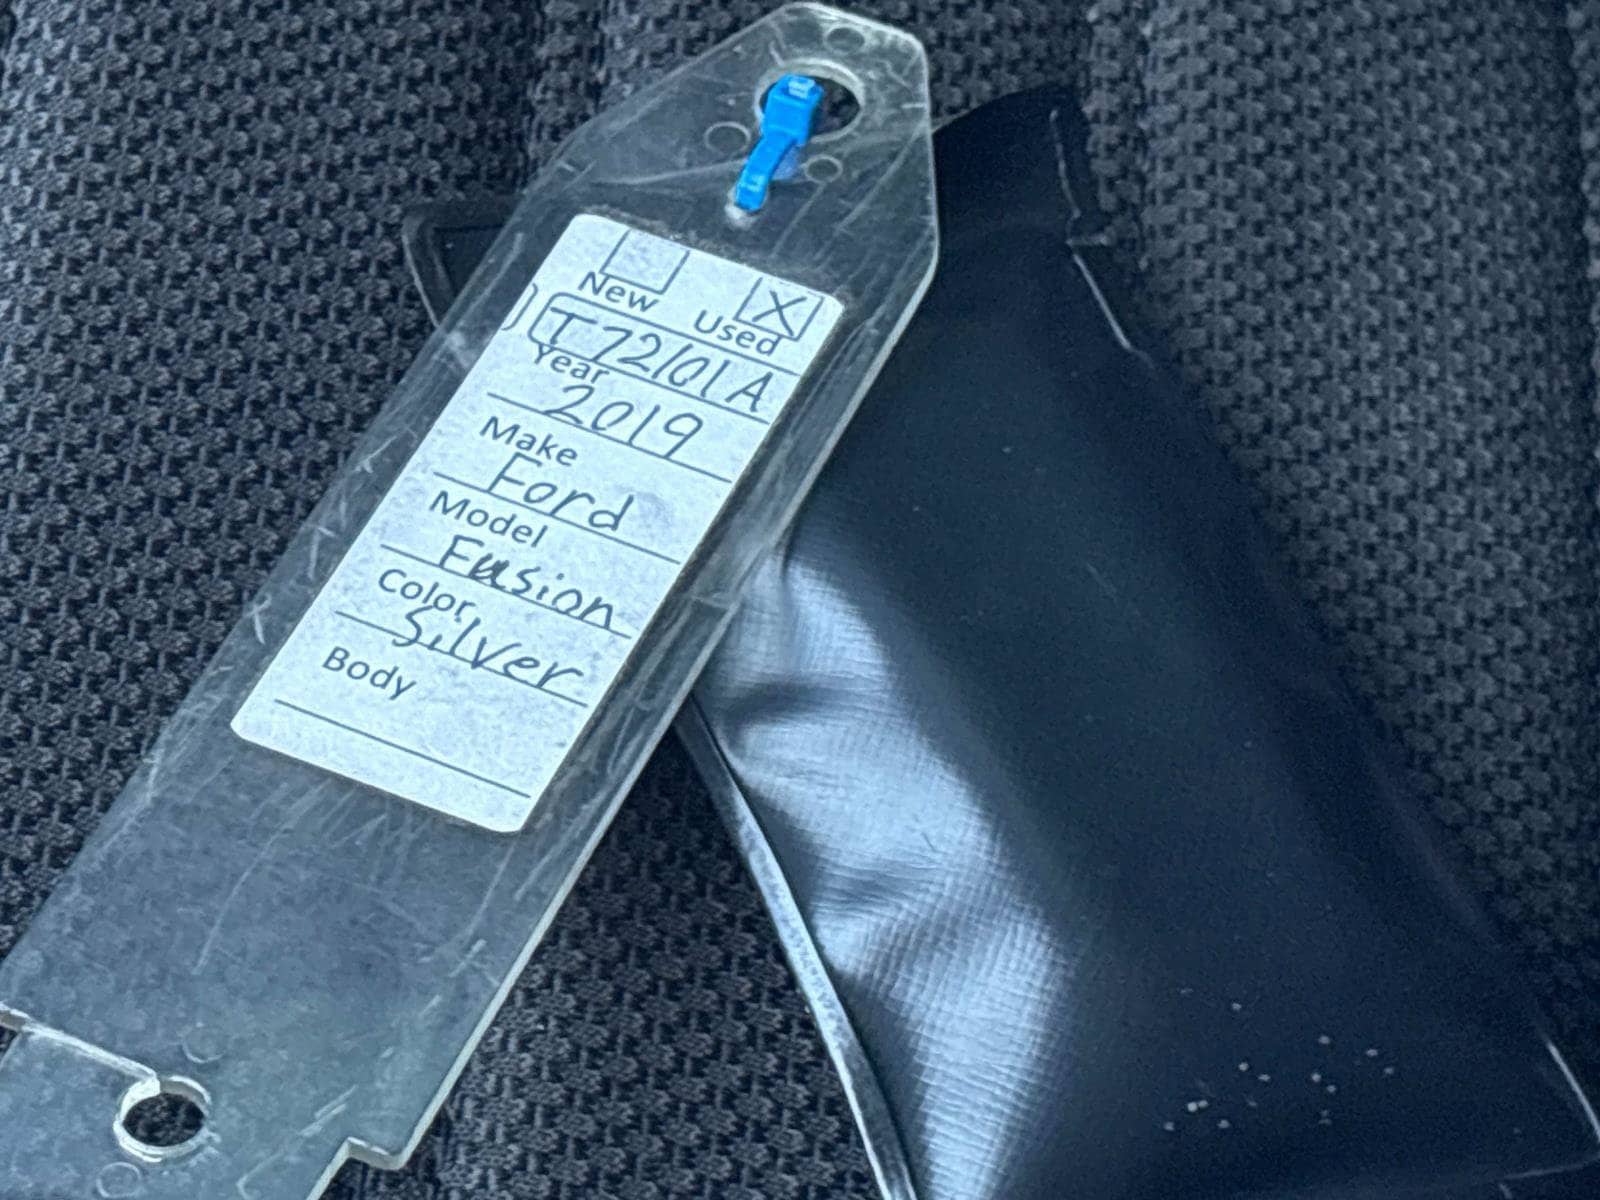 X
New Used
T72101A
Year
2019
Make
Ford
Model
Fusion
Color
Silver
Body